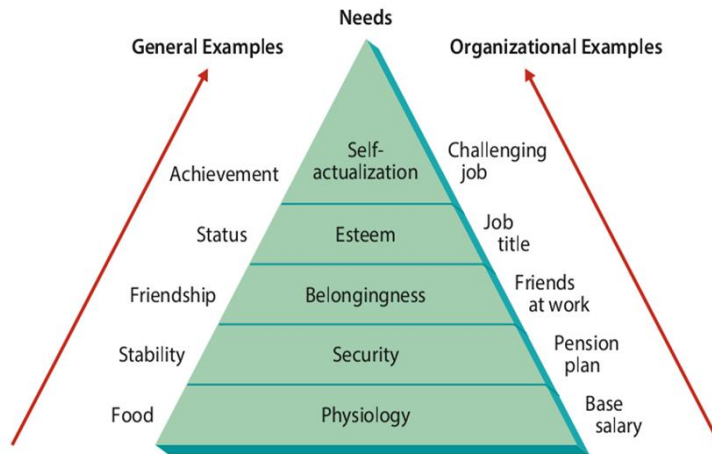 Needs
General Examples
Organizational Examples
Achievement
Self-
actualization
Challenging
job
Status
Esteem
Job
title
Friendship
Belongingness
Friends
at work
Stability
Security
Pension
plan
Food
Physiology
Base
salary